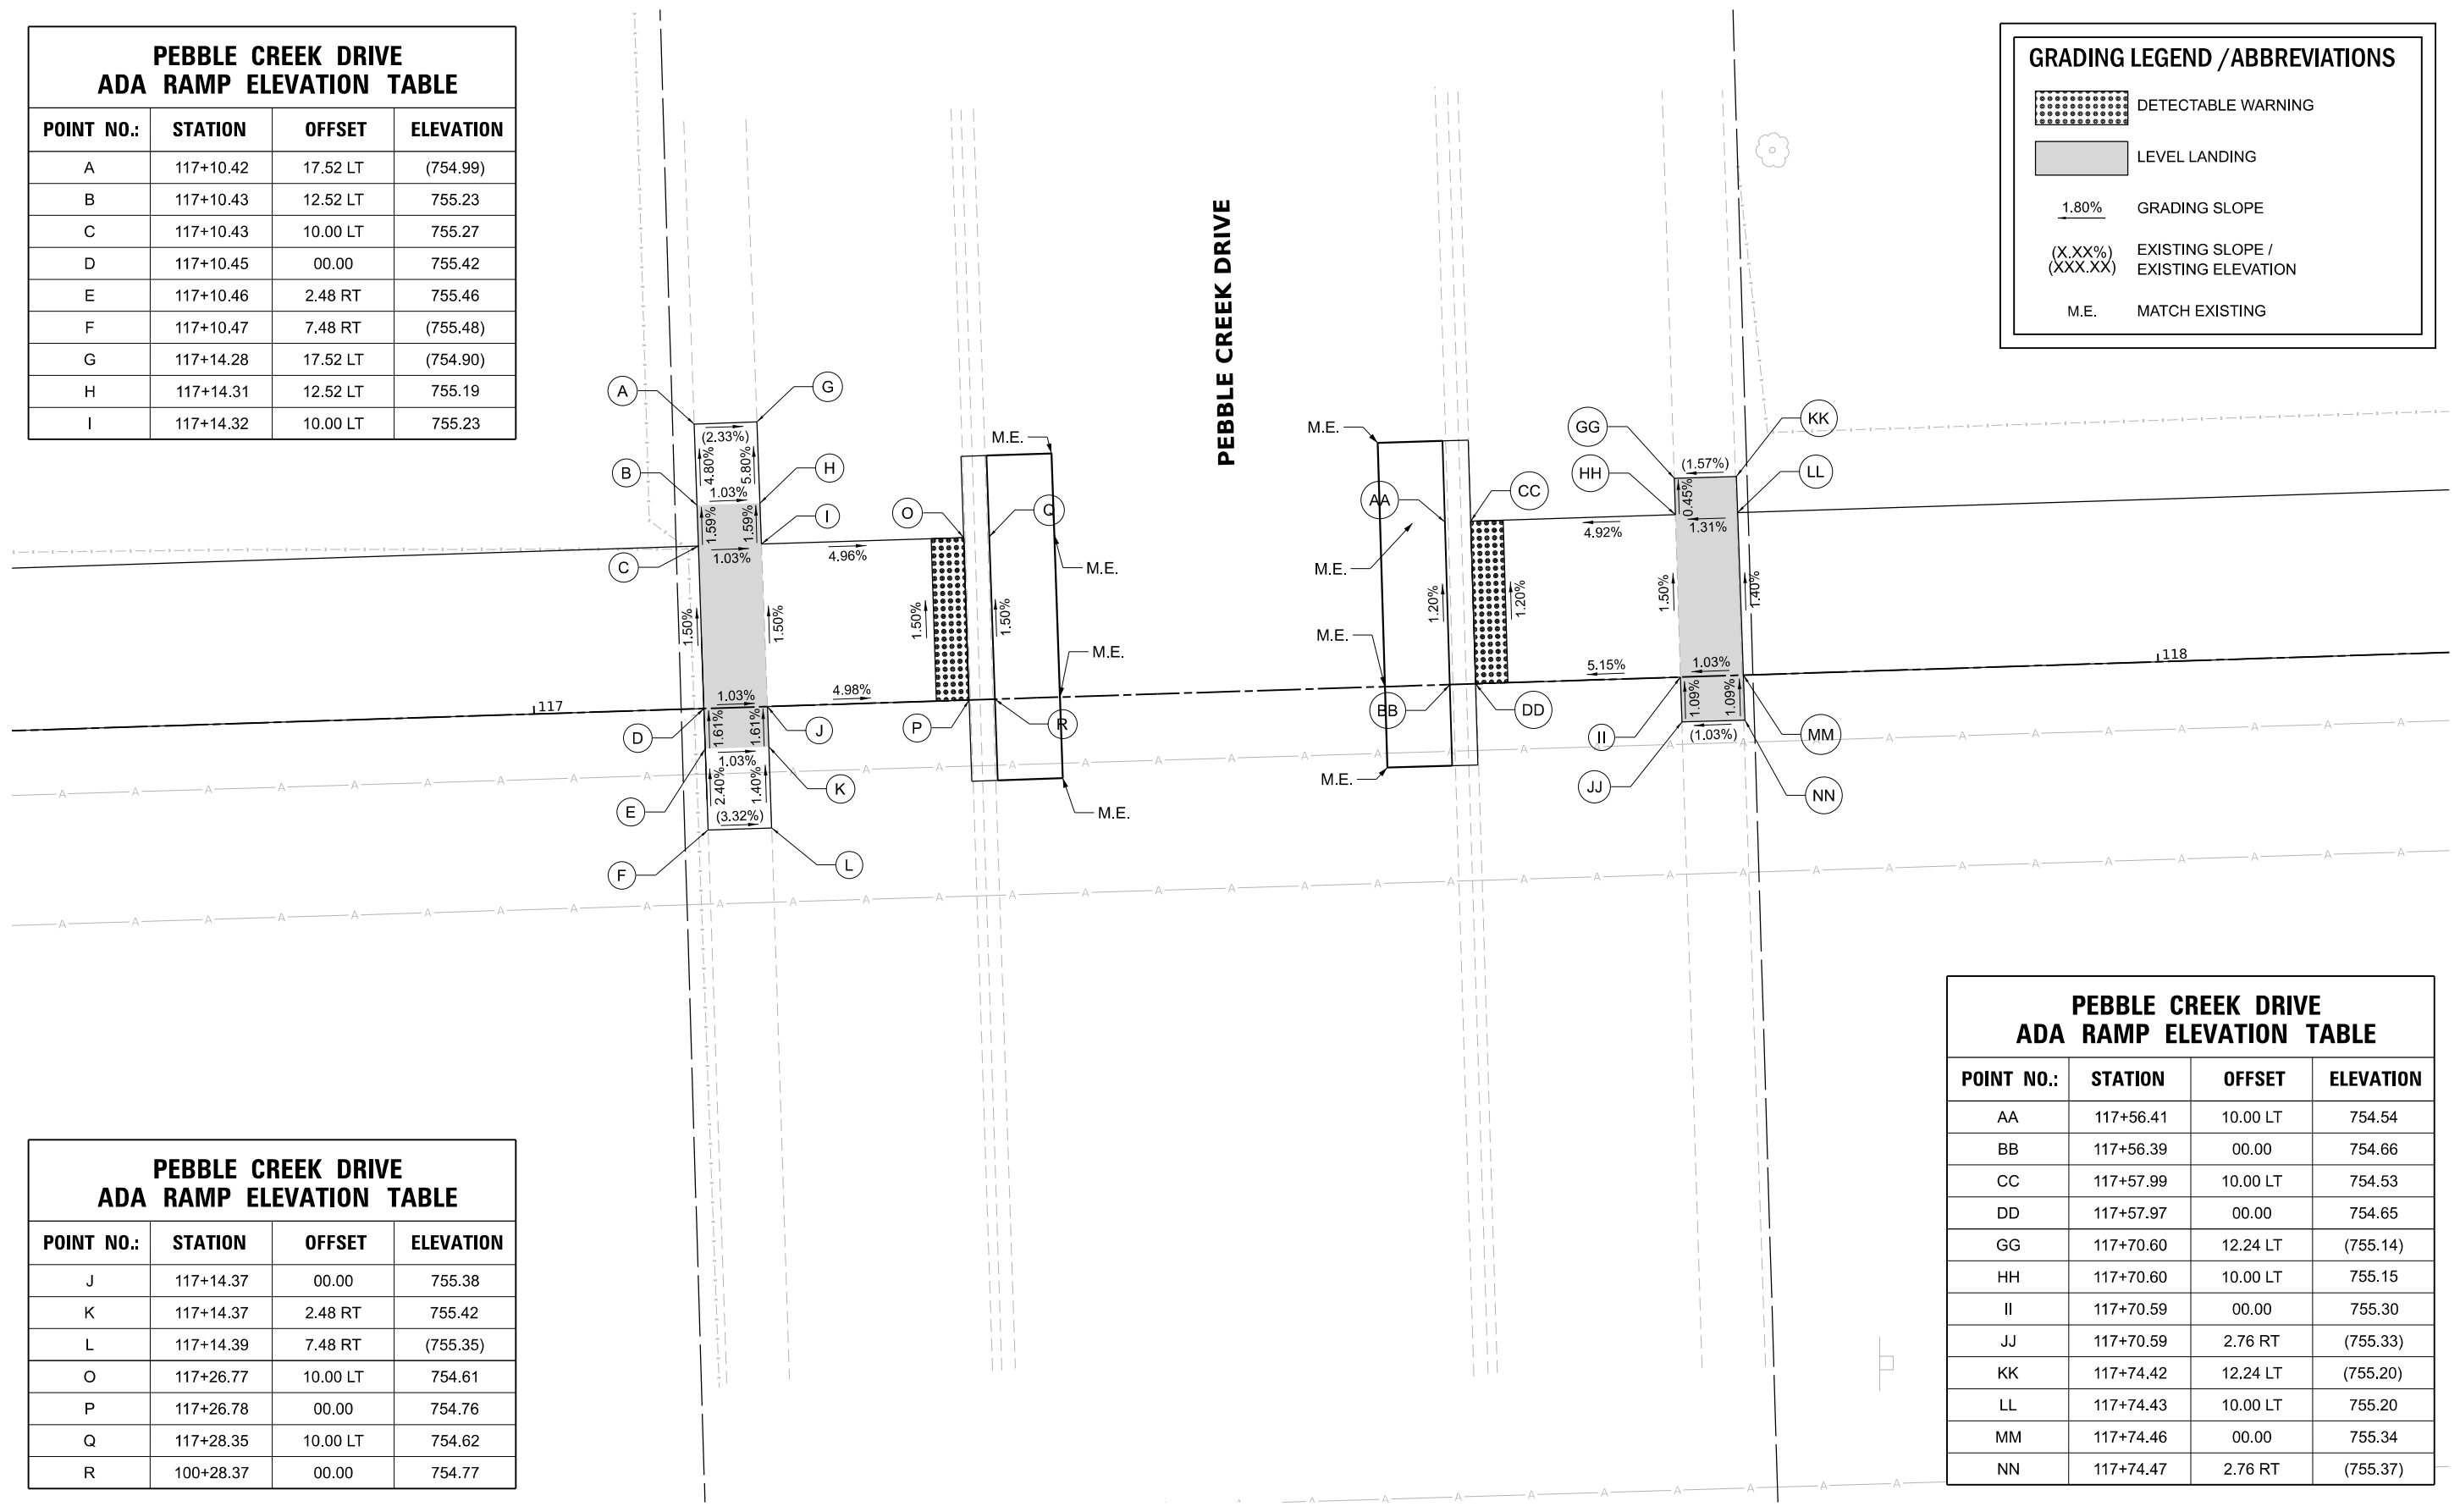 PEBBLE CREEK DRIVE
ADA RAMP ELEVATION TABLE
POINT NO.: STATION OFFSET ELEVATION
A 117+10.42 17.52 LT (754.99)
B 117+10.43 12.52 LT 755.23
C 117+10.43 10.00 LT 755.27
D 117+10.45 00.00 755.42
E 117+10.46 2.48 RT 755.46
F 117+10.47 7.48 RT (755.48)
G 117+14.28 17.52 LT (754.90)
H 117+14.31 12.52 LT 755.19
I 117+14.32 10.00 LT 755.23
GRADING LEGEND / ABBREVIATIONS
DETECTABLE WARNING
LEVEL LANDING
1.80% GRADING SLOPE
(X.XX%) EXISTING SLOPE /
(XXX.XX) EXISTING ELEVATION
M.E. MATCH EXISTING
PEBBLE CREEK DRIVE
A
G
(2.33%)
4.80%
5.80%
B
H
1.03%
1.59%
1.59%
I
C
1.03%
4.96%
O
Q
M.E.
M.E.
1.50%
1.50%
1.50%
1.50%
M.E.
1.03%
4.98%
117
D
1.61%
1.61%
J
P
R
1.03%
E
2.40%
1.40%
K
(3.32%)
M.E.
F
L
M.E.
AA
CC
M.E.
1.20%
1.20%
M.E.
BB
DD
M.E.
GG
KK
(1.57%)
HH
0.45%
LL
1.31%
4.92%
1.50%
1.40%
5.15%
1.03%
118
II
1.09%
1.09%
MM
(1.03%)
JJ
NN
A A A A A A A A A A A A A A A A A A A A A A A A A A A A A A A A A
A A A A A A A A A A A A A A A A A A A A A A A A A A A A A A A A A
PEBBLE CREEK DRIVE
ADA RAMP ELEVATION TABLE
POINT NO.: STATION OFFSET ELEVATION
J 117+14.37 00.00 755.38
K 117+14.37 2.48 RT 755.42
L 117+14.39 7.48 RT (755.35)
O 117+26.77 10.00 LT 754.61
P 117+26.78 00.00 754.76
Q 117+28.35 10.00 LT 754.62
R 100+28.37 00.00 754.77
PEBBLE CREEK DRIVE
ADA RAMP ELEVATION TABLE
POINT NO.: STATION OFFSET ELEVATION
AA 117+56.41 10.00 LT 754.54
BB 117+56.39 00.00 754.66
CC 117+57.99 10.00 LT 754.53
DD 117+57.97 00.00 754.65
GG 117+70.60 12.24 LT (755.14)
HH 117+70.60 10.00 LT 755.15
II 117+70.59 00.00 755.30
JJ 117+70.59 2.76 RT (755.33)
KK 117+74.42 12.24 LT (755.20)
LL 117+74.43 10.00 LT 755.20
MM 117+74.46 00.00 755.34
NN 117+74.47 2.76 RT (755.37)
A A A A A A A A A A